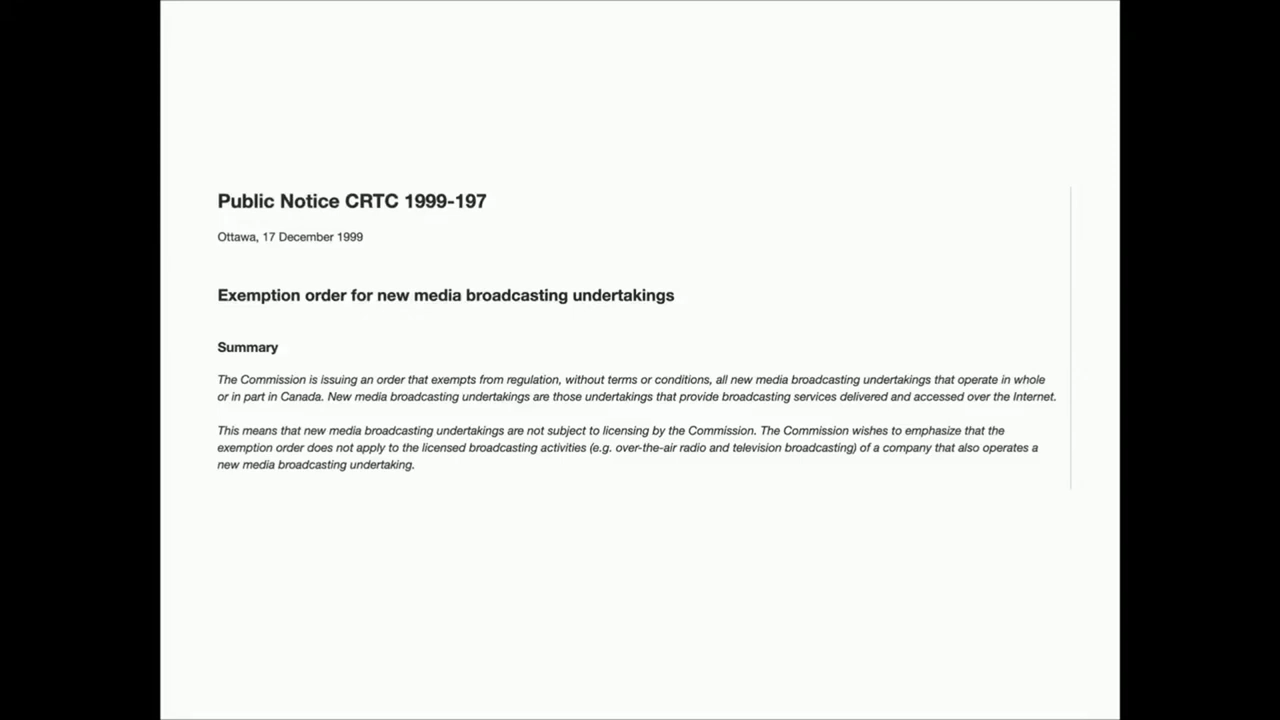 Public Notice CRTC 1999-197
Ottawa, 17 December 1999
Exemption order for new media broadcasting undertakings
Summary
The Commission is issuing an order that exempts from regulation, without terms or conditions, all new media broadcasting undertakings that operate in whole
or in part in Canada. New media broadcasting undertakings are those undertakings that provide broadcasting services delivered and accessed over the Internet.
This means that new media broadcasting undertakings are not subject to licensing by the Commission. The Commission wishes to emphasize that the
exemption order does not apply to the licensed broadcasting activities (e.g. over-the-air radio and television broadcasting) of a company that also operates a
new media broadcasting undertaking.